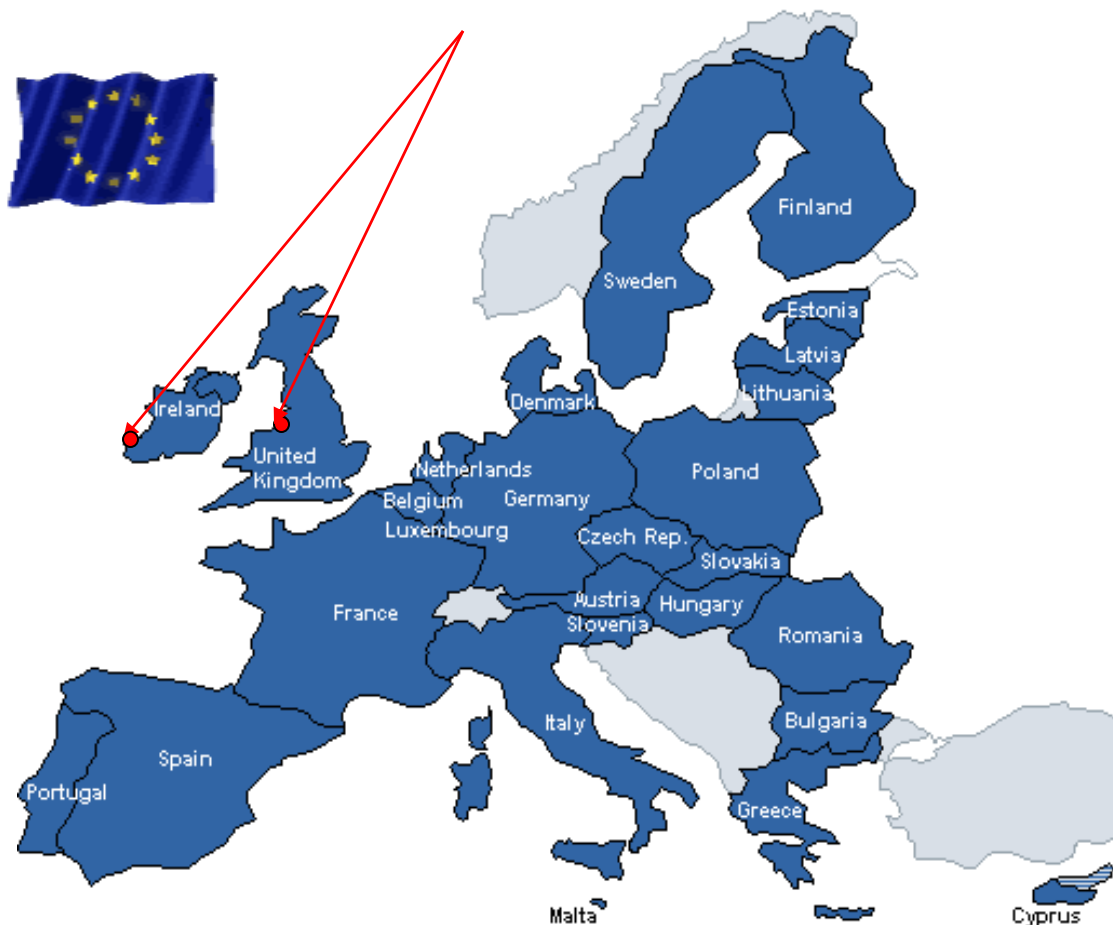 Finland
Sweden
Estonia
Latvia
Lithuania
Denmark
Ireland
United
Kingdom
Netherlands
Belgium
Luxembourg
Germany
Poland
Czech Rep.
Slovakia
Austria
Hungary
Slovenia
France
Romania
Italy
Bulgaria
Spain
Portugal
Greece
Malta
Cyprus